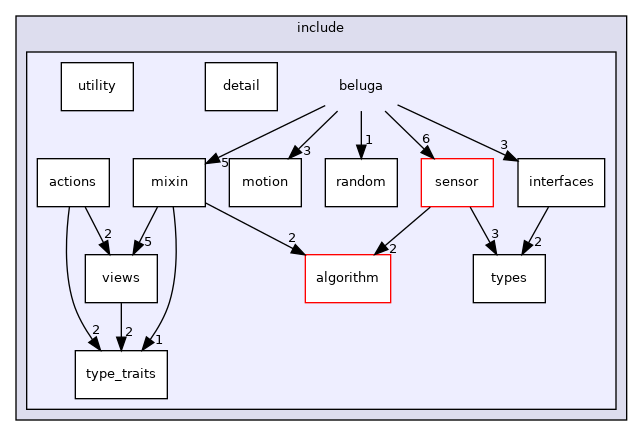 include
utility
detail
beluga
5
3
1
6
3
actions
mixin
motion
random
sensor
interfaces
2
5
2
2
3
2
views
algorithm
types
2
2
1
type_traits